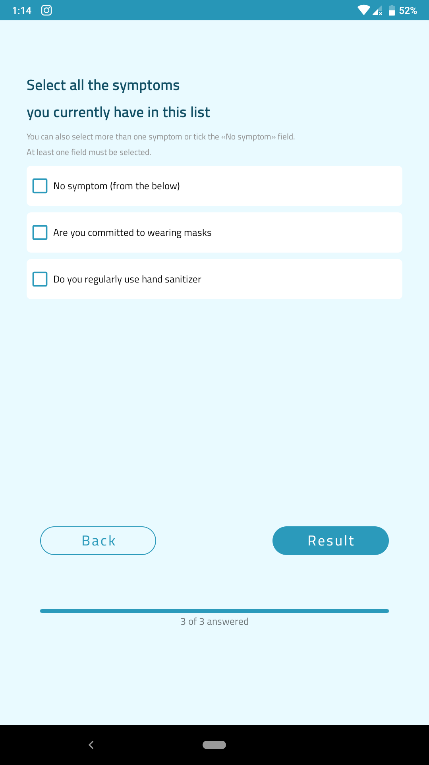 1:14 52%
Select all the symptoms
you currently have in this list
You can also select more than one symptom or tick the «No symptom» field.
At least one field must be selected.
No symptom (from the below)
Are you committed to wearing masks
Do you regularly use hand sanitizer
Back Result
3 of 3 answered